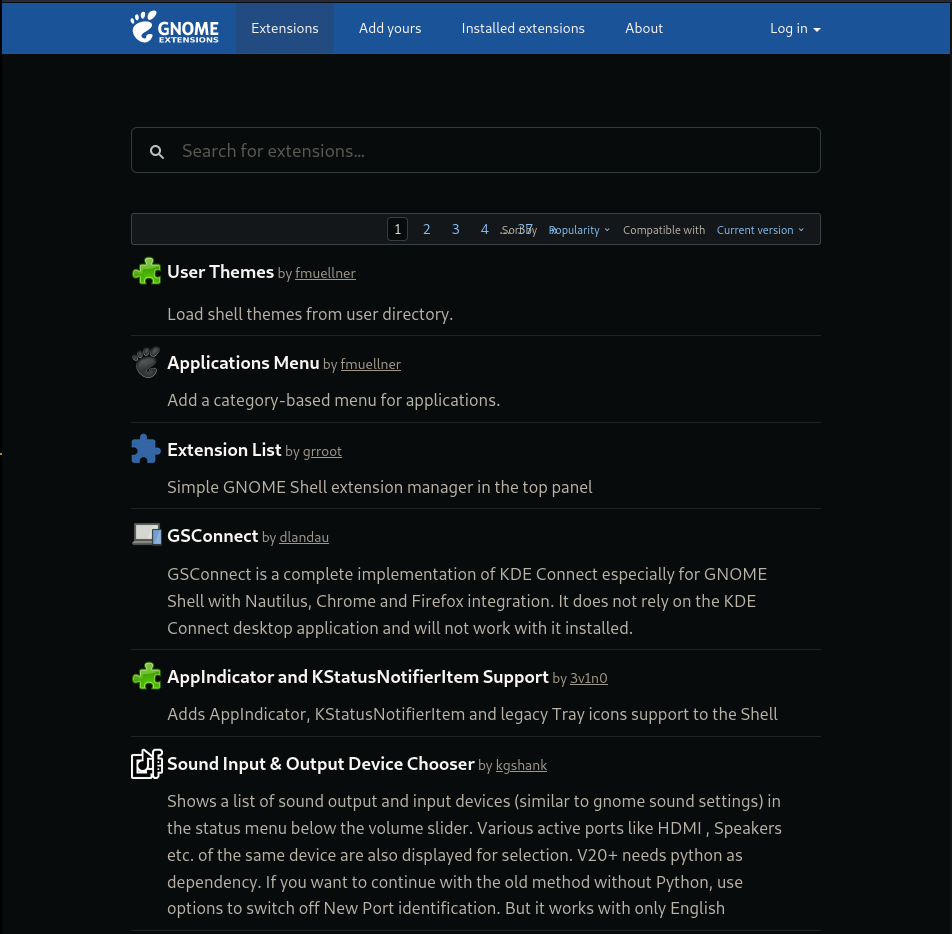 GNOME EXTENSIONS
Extensions Add yours Installed extensions About Log in
Search for extensions...
1 2 3 4 ... 37 » Sort by Popularity Compatible with Current version
User Themes by fmuellner
Load shell themes from user directory.
Applications Menu by fmuellner
Add a category-based menu for applications.
Extension List by grroot
Simple GNOME Shell extension manager in the top panel
GSConnect by dlandau
GSConnect is a complete implementation of KDE Connect especially for GNOME
Shell with Nautilus, Chrome and Firefox integration. It does not rely on the KDE
Connect desktop application and will not work with it installed.
AppIndicator and KStatusNotifierItem Support by 3v1n0
Adds AppIndicator, KStatusNotifierItem and legacy Tray icons support to the Shell
Sound Input & Output Device Chooser by kgshank
Shows a list of sound output and input devices (similar to gnome sound settings) in
the status menu below the volume slider. Various active ports like HDMI , Speakers
etc. of the same device are also displayed for selection. V20+ needs python as
dependency. If you want to continue with the old method without Python, use
options to switch off New Port identification. But it works with only English